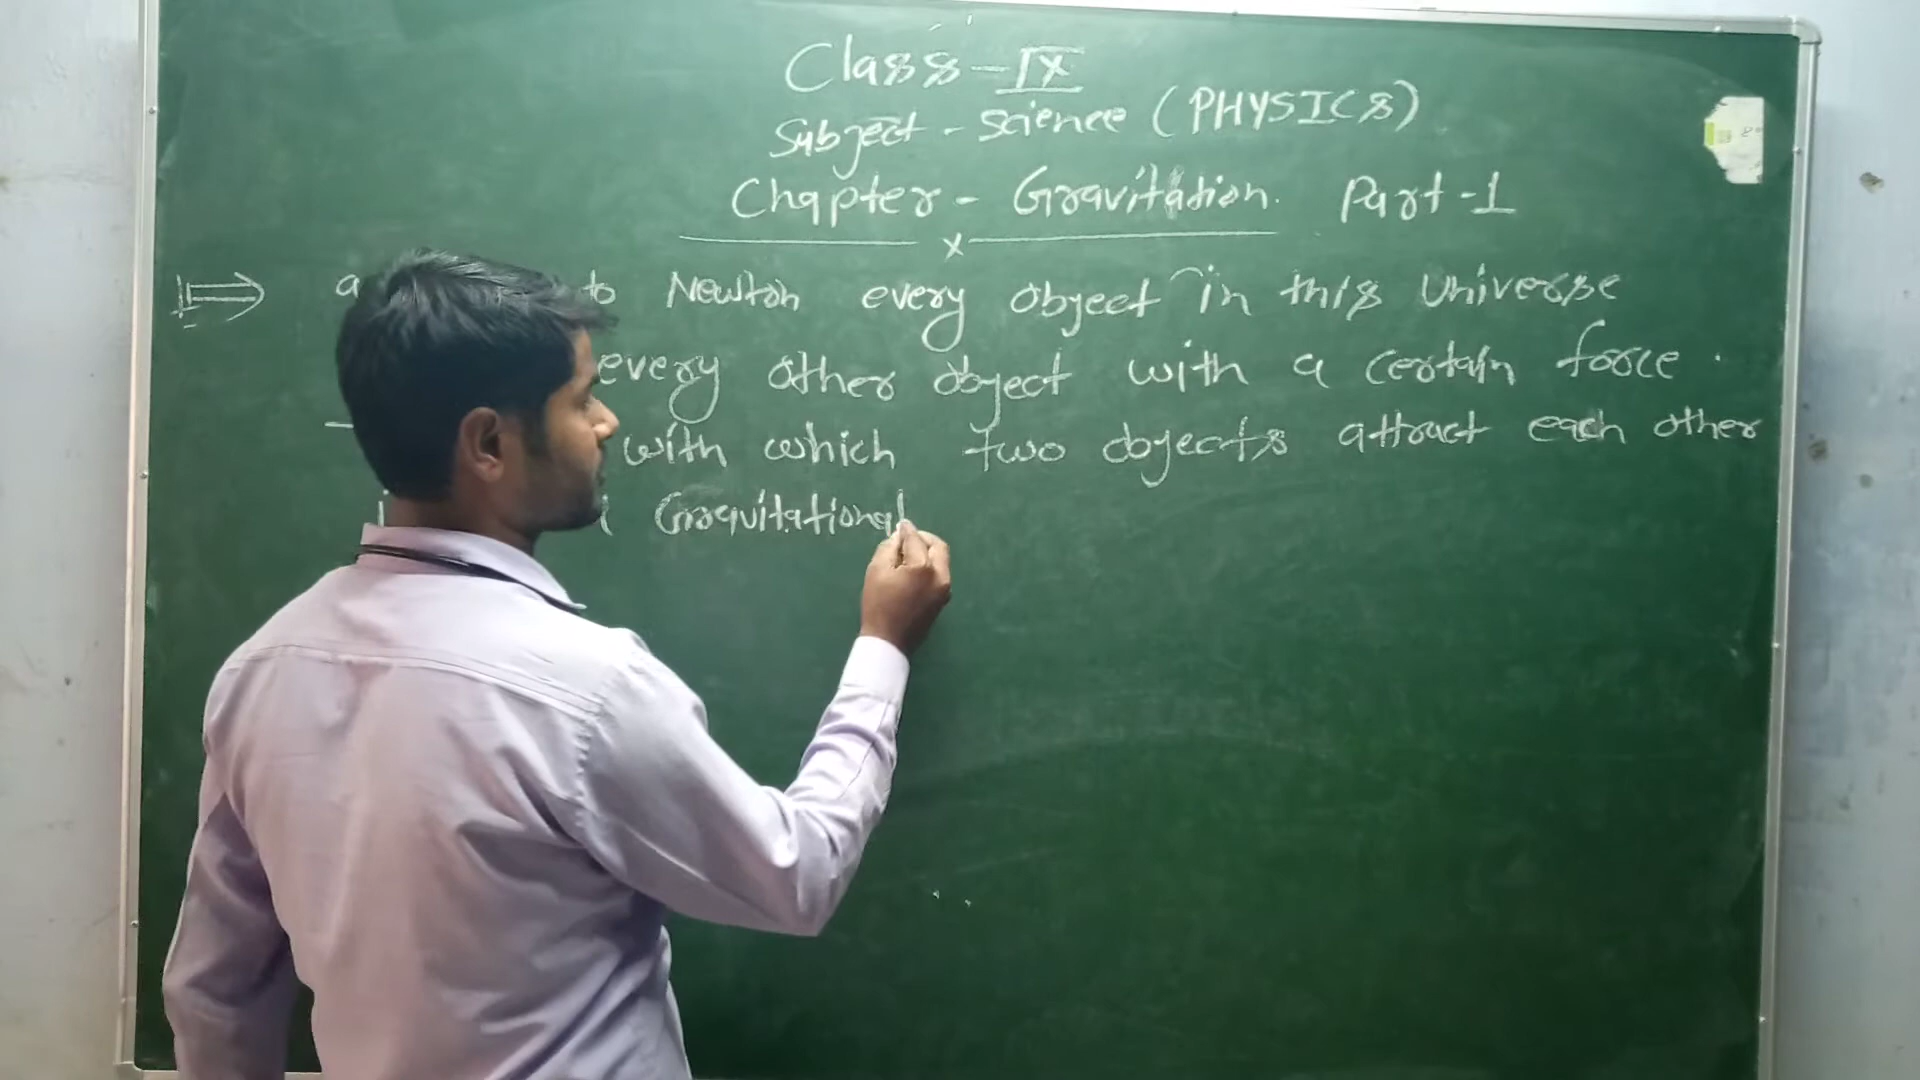 Class - IX
Subject - Science (PHYSICS)
Chapter - Gravitation. Part -1
x
to Newton every object in this Universe
every other object with a certain force.
with which two objects attract each other
Gravitational